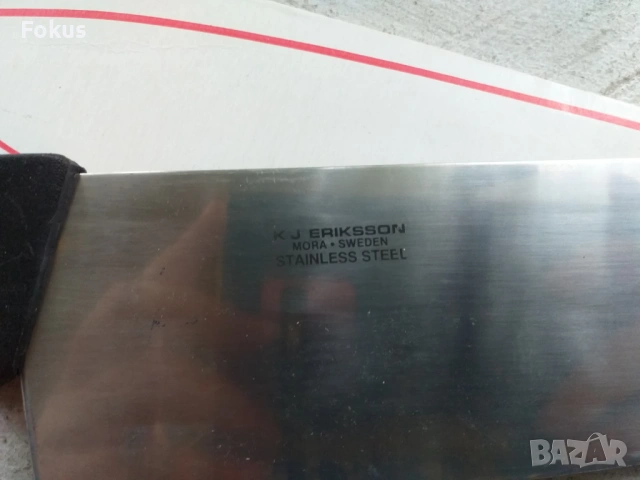 Fokus
K J ERIKSSON
MORA • SWEDEN
STAINLESS STEEL
BAZAR